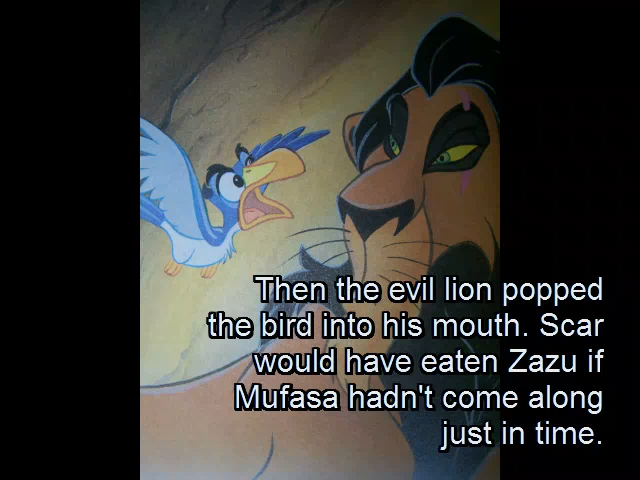 Then the evil lion popped
the bird into his mouth. Scar
would have eaten Zazu if
Mufasa hadn't come along
just in time.